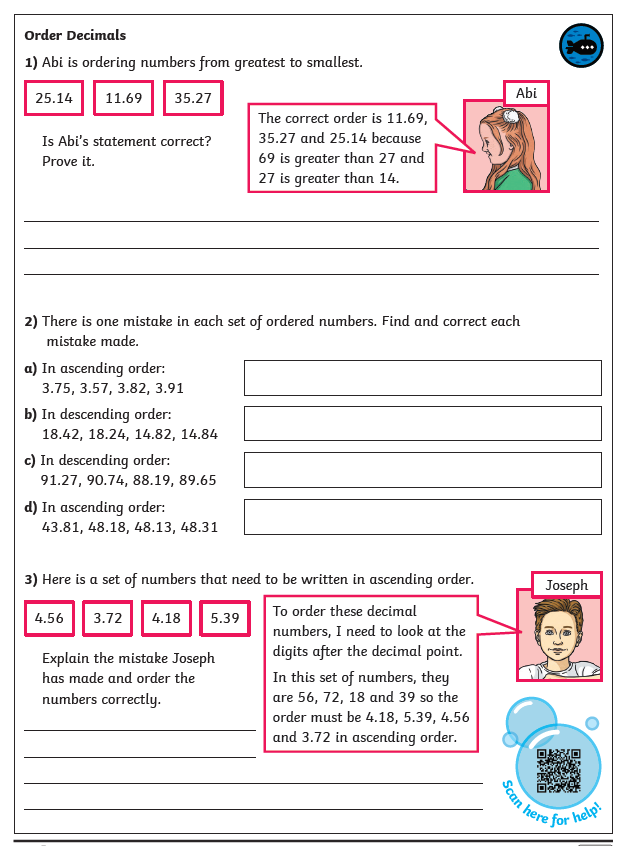 Order Decimals
1) Abi is ordering numbers from greatest to smallest.
25.14 11.69 35.27
Abi
The correct order is 11.69,
35.27 and 25.14 because
69 is greater than 27 and
27 is greater than 14.
Is Abi's statement correct?
Prove it.
2) There is one mistake in each set of ordered numbers. Find and correct each
mistake made.
a) In ascending order:
3.75, 3.57, 3.82, 3.91
b) In descending order:
18.42, 18.24, 14.82, 14.84
c) In descending order:
91.27, 90.74, 88.19, 89.65
d) In ascending order:
43.81, 48.18, 48.13, 48.31
3) Here is a set of numbers that need to be written in ascending order.
Joseph
4.56 3.72 4.18 5.39
To order these decimal
numbers, I need to look at the
digits after the decimal point.
In this set of numbers, they
are 56, 72, 18 and 39 so the
order must be 4.18, 5.39, 4.56
and 3.72 in ascending order.
Explain the mistake Joseph
has made and order the
numbers correctly.
Scan here for help!